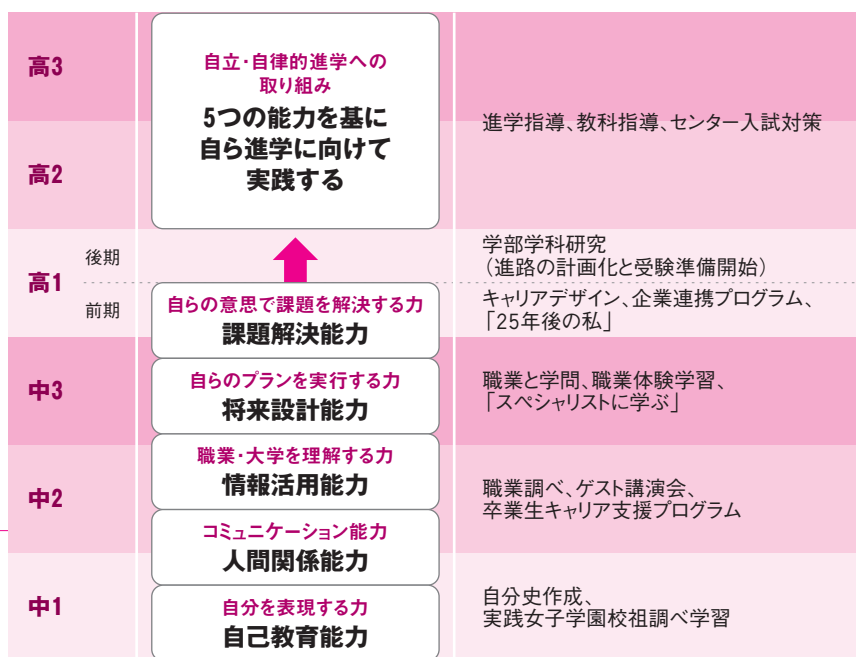 高3
自立・自律的進学への
取り組み
5つの能力を基に
自ら進学に向けて
実践する
進学指導、教科指導、センター入試対策
高2
高1
後期
学部学科研究
(進路の計画化と受験準備開始)
前期
自らの意思で課題を解決する力
課題解決能力
キャリアデザイン、企業連携プログラム、
「25年後の私」
中3
自らのプランを実行する力
将来設計能力
職業と学問、職業体験学習、
「スペシャリストに学ぶ」
中2
職業・大学を理解する力
情報活用能力
職業調べ、ゲスト講演会、
卒業生キャリア支援プログラム
コミュニケーション能力
人間関係能力
中1
自分を表現する力
自己教育能力
自分史作成、
実践女子学園校祖調べ学習